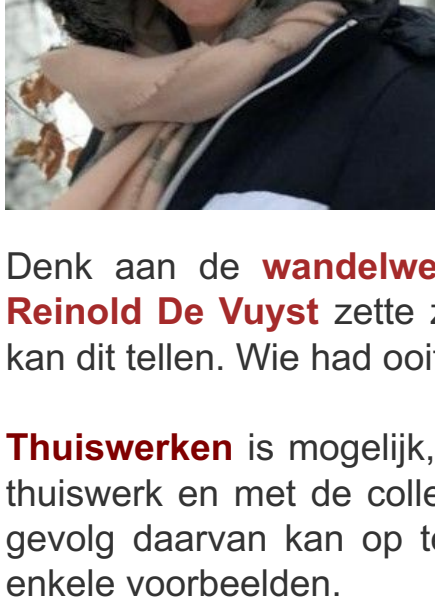 Denk aan de wandelwe
Reinold De Vuyst zette
kan dit tellen. Wie had ooi
Thuiswerken is mogelijk,
thuiswerk en met de colle
gevolg daarvan kan op te
enkele voorbeelden.